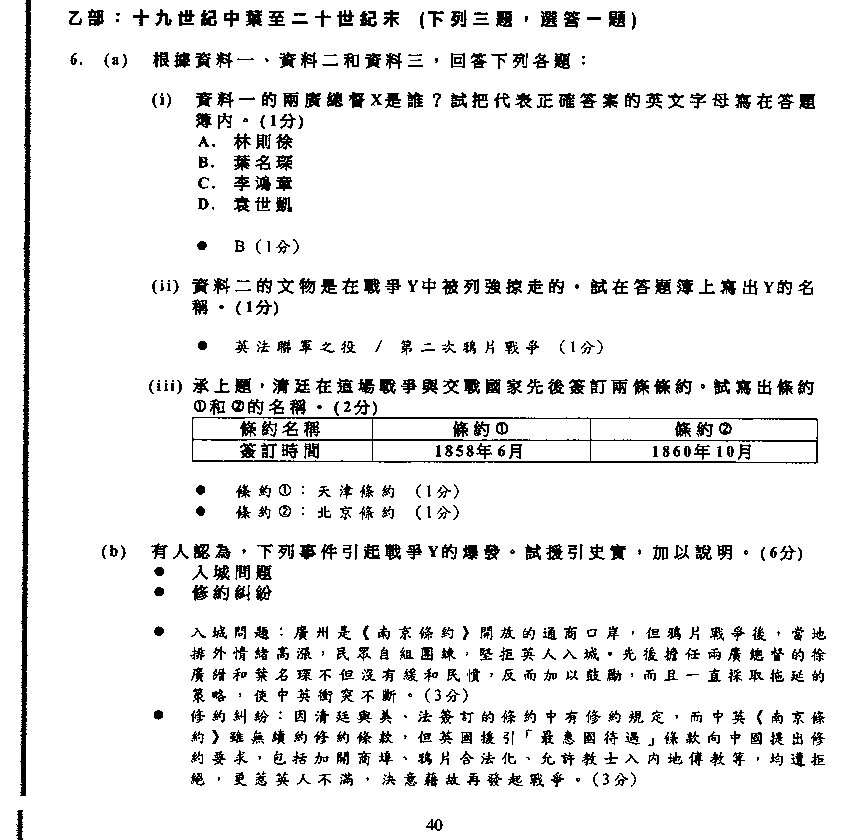 乙部：十九世紀中葉至二十世紀末 (下列三題，選答一題)
6. (a) 根據資料一、資料二和資料三，回答下列各題：
(i) 資料一的兩廣總督X是誰？試把代表正確答案的英文字母寫在答題
簿內。(1分)
A. 林則徐
B. 葉名琛
C. 李鴻章
D. 袁世凱
● B (1分)
(ii) 資料二的文物是在戰爭Y中被列強掠走的。試在答題簿上寫出Y的名
稱。(1分)
● 英法聯軍之役 / 第二次鴉片戰爭 (1分)
(iii) 承上題，清廷在這場戰爭與交戰國家先後簽訂兩條條約。試寫出條約
①和②的名稱。(2分)
條約名稱 條約① 條約②
簽訂時間 1858年6月 1860年10月
● 條約①：天津條約 (1分)
● 條約②：北京條約 (1分)
(b) 有人認為，下列事件引起戰爭Y的爆發。試援引史實，加以說明。(6分)
● 入城問題
● 修約糾紛
● 入城問題：廣州是《南京條約》開放的通商口岸，但鴉片戰爭後，當地
排外情緒高漲，民眾自組團練，堅拒英人入城。先後擔任兩廣總督的徐
廣縉和葉名琛不但沒有緩和民憤，反而加以鼓勵，而且一直採取拖延的
策略，使中英衝突不斷。(3分)
● 修約糾紛：因清廷與美、法簽訂的條約中有修約規定，而中英《南京條
約》雖無續約修約條款，但英國援引「最惠國待遇」條款向中國提出修
約要求，包括加開商埠、鴉片合法化、允許教士入內地傳教等，均遭拒
絕，更惹英人不滿，決意藉故再發起戰爭。(3分)
40